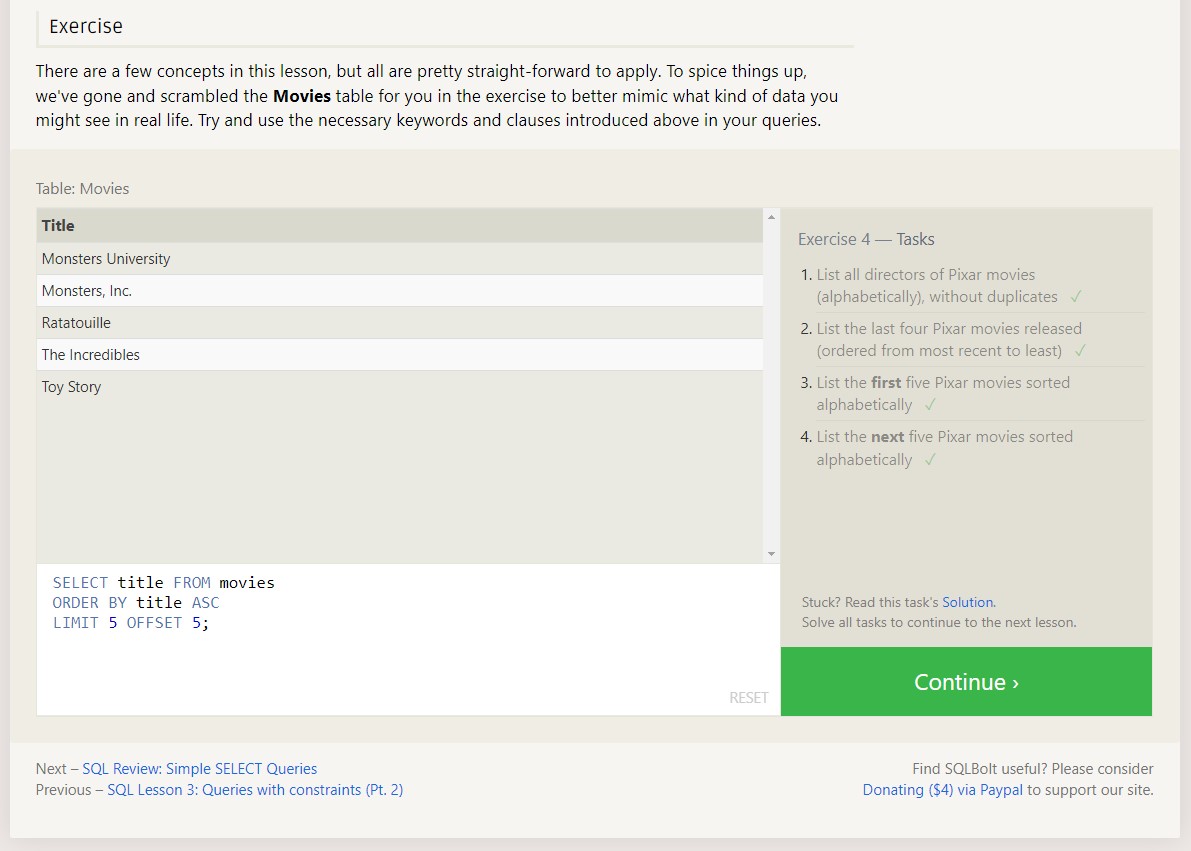 Exercise
There are a few concepts in this lesson, but all are pretty straight-forward to apply. To spice things up,
we've gone and scrambled the Movies table for you in the exercise to better mimic what kind of data you
might see in real life. Try and use the necessary keywords and clauses introduced above in your queries.
Table: Movies
Title
Monsters University
Monsters, Inc.
Ratatouille
The Incredibles
Toy Story
SELECT title FROM movies
ORDER BY title ASC
LIMIT 5 OFFSET 5;
RESET
Exercise 4 — Tasks
1. List all directors of Pixar movies
(alphabetically), without duplicates ✓
2. List the last four Pixar movies released
(ordered from most recent to least) ✓
3. List the first five Pixar movies sorted
alphabetically ✓
4. List the next five Pixar movies sorted
alphabetically ✓
Stuck? Read this task's Solution.
Solve all tasks to continue to the next lesson.
Continue ›
Next – SQL Review: Simple SELECT Queries
Previous – SQL Lesson 3: Queries with constraints (Pt. 2)
Find SQLBolt useful? Please consider
Donating ($4) via Paypal to support our site.